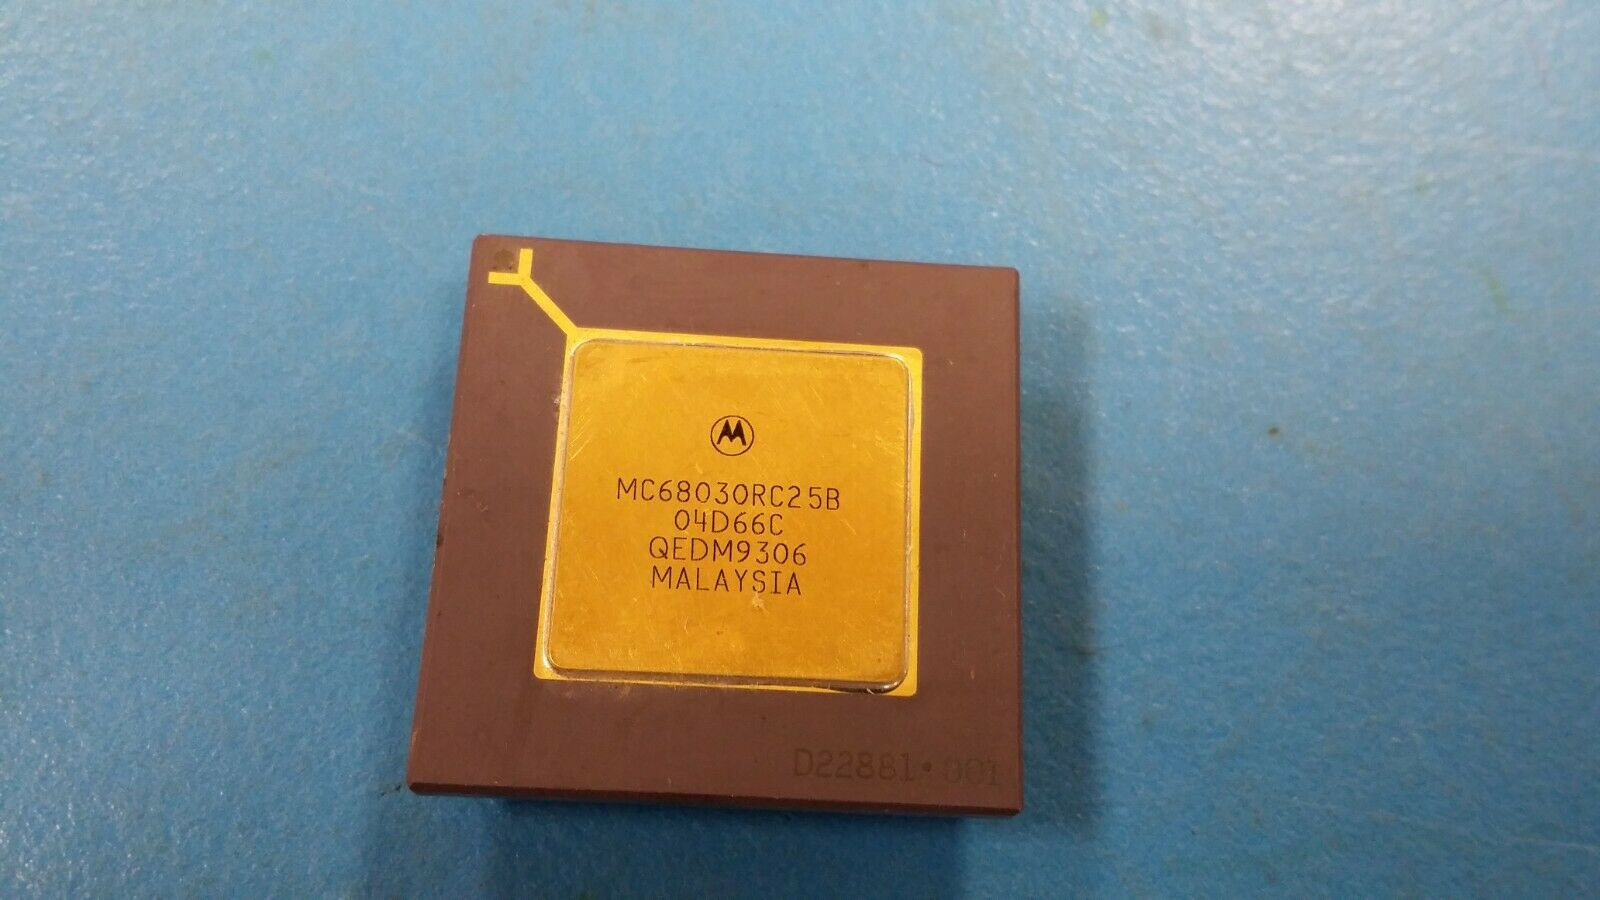 MC68030RC25B
04D66C
QEDM9306
MALAYSIA
D22881•001